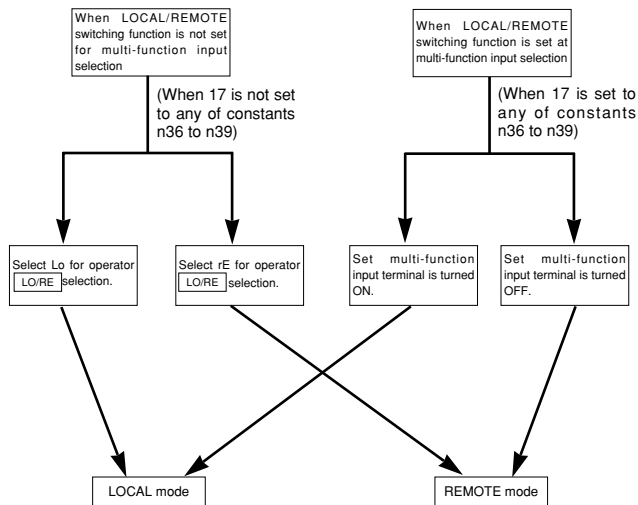 When LOCAL/REMOTE
switching function is not set
for multi-function input
selection
When LOCAL/REMOTE
switching function is set at
multi-function input selection
(When 17 is not set
to any of constants
n36 to n39)
(When 17 is set to
any of constants
n36 to n39)
Select Lo for operator
LO/RE selection.
Select rE for operator
LO/RE selection.
Set multi-function
input terminal is turned
ON.
Set multi-function
input terminal is turned
OFF.
LOCAL mode
REMOTE mode